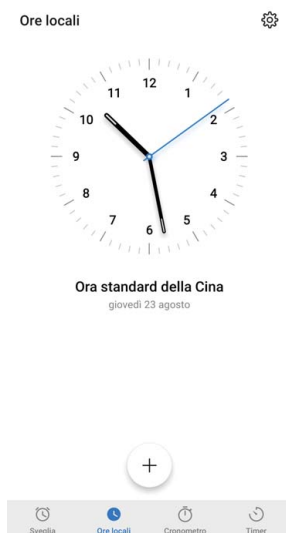 Ore locali
12
11
1
10
2
9
3
8
4
7
5
6
Ora standard della Cina
giovedì 23 agosto
Sveglia
Ore locali
Cronometro
Timer